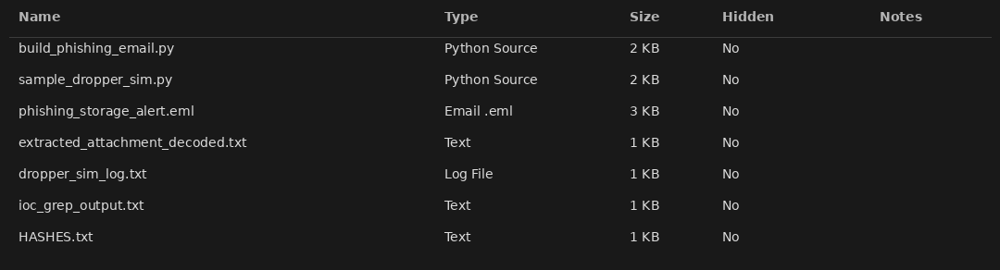 Name Type Size Hidden Notes
build_phishing_email.py Python Source 2 KB No
sample_dropper_sim.py Python Source 2 KB No
phishing_storage_alert.eml Email .eml 3 KB No
extracted_attachment_decoded.txt Text 1 KB No
dropper_sim_log.txt Log File 1 KB No
ioc_grep_output.txt Text 1 KB No
HASHES.txt Text 1 KB No